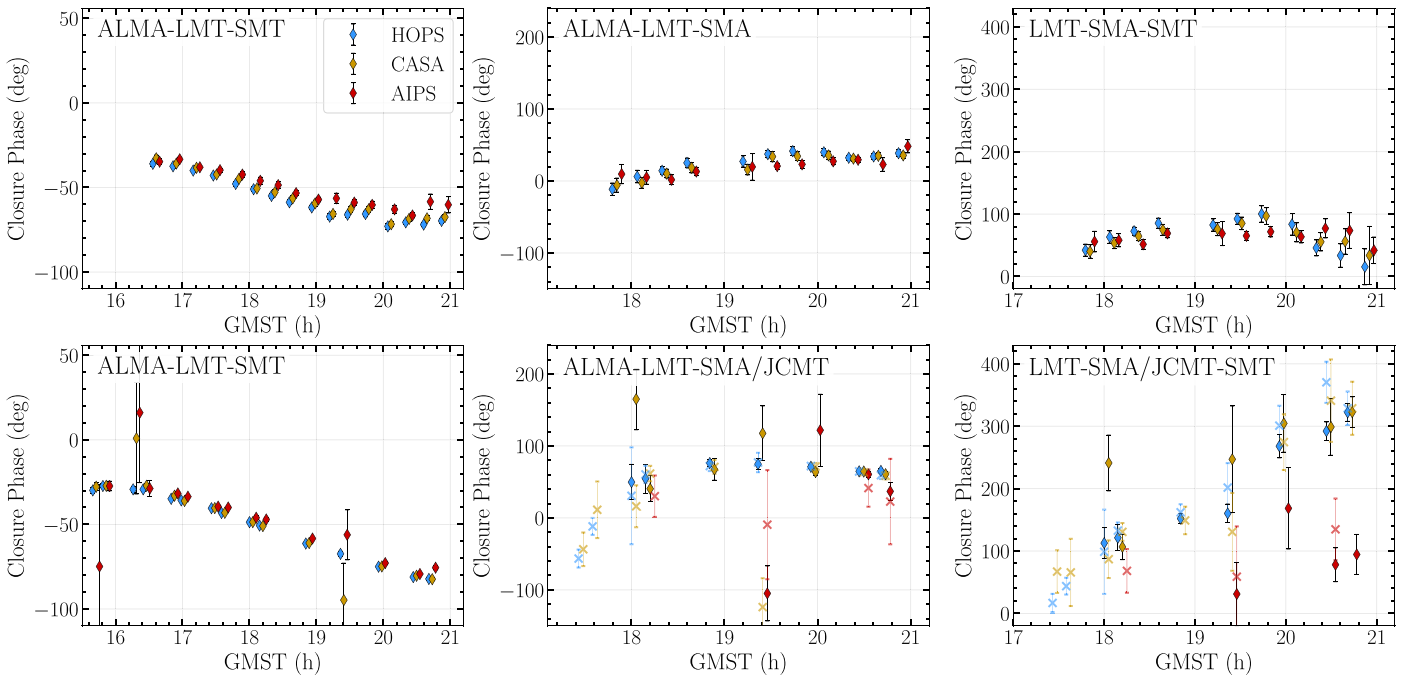 ALMA-LMT-SMT
HOPS
CASA
AIPS
Closure Phase (deg)
50
0
−50
−100
16
17
18
19
20
21
GMST (h)
ALMA-LMT-SMA
Closure Phase (deg)
200
100
0
−100
18
19
20
21
GMST (h)
LMT-SMA-SMT
Closure Phase (deg)
400
300
200
100
0
17
18
19
20
21
GMST (h)
ALMA-LMT-SMT
Closure Phase (deg)
50
0
−50
−100
16
17
18
19
20
21
GMST (h)
ALMA-LMT-SMA/JCMT
Closure Phase (deg)
200
100
0
−100
18
19
20
21
GMST (h)
LMT-SMA/JCMT-SMT
Closure Phase (deg)
400
300
200
100
0
17
18
19
20
21
GMST (h)